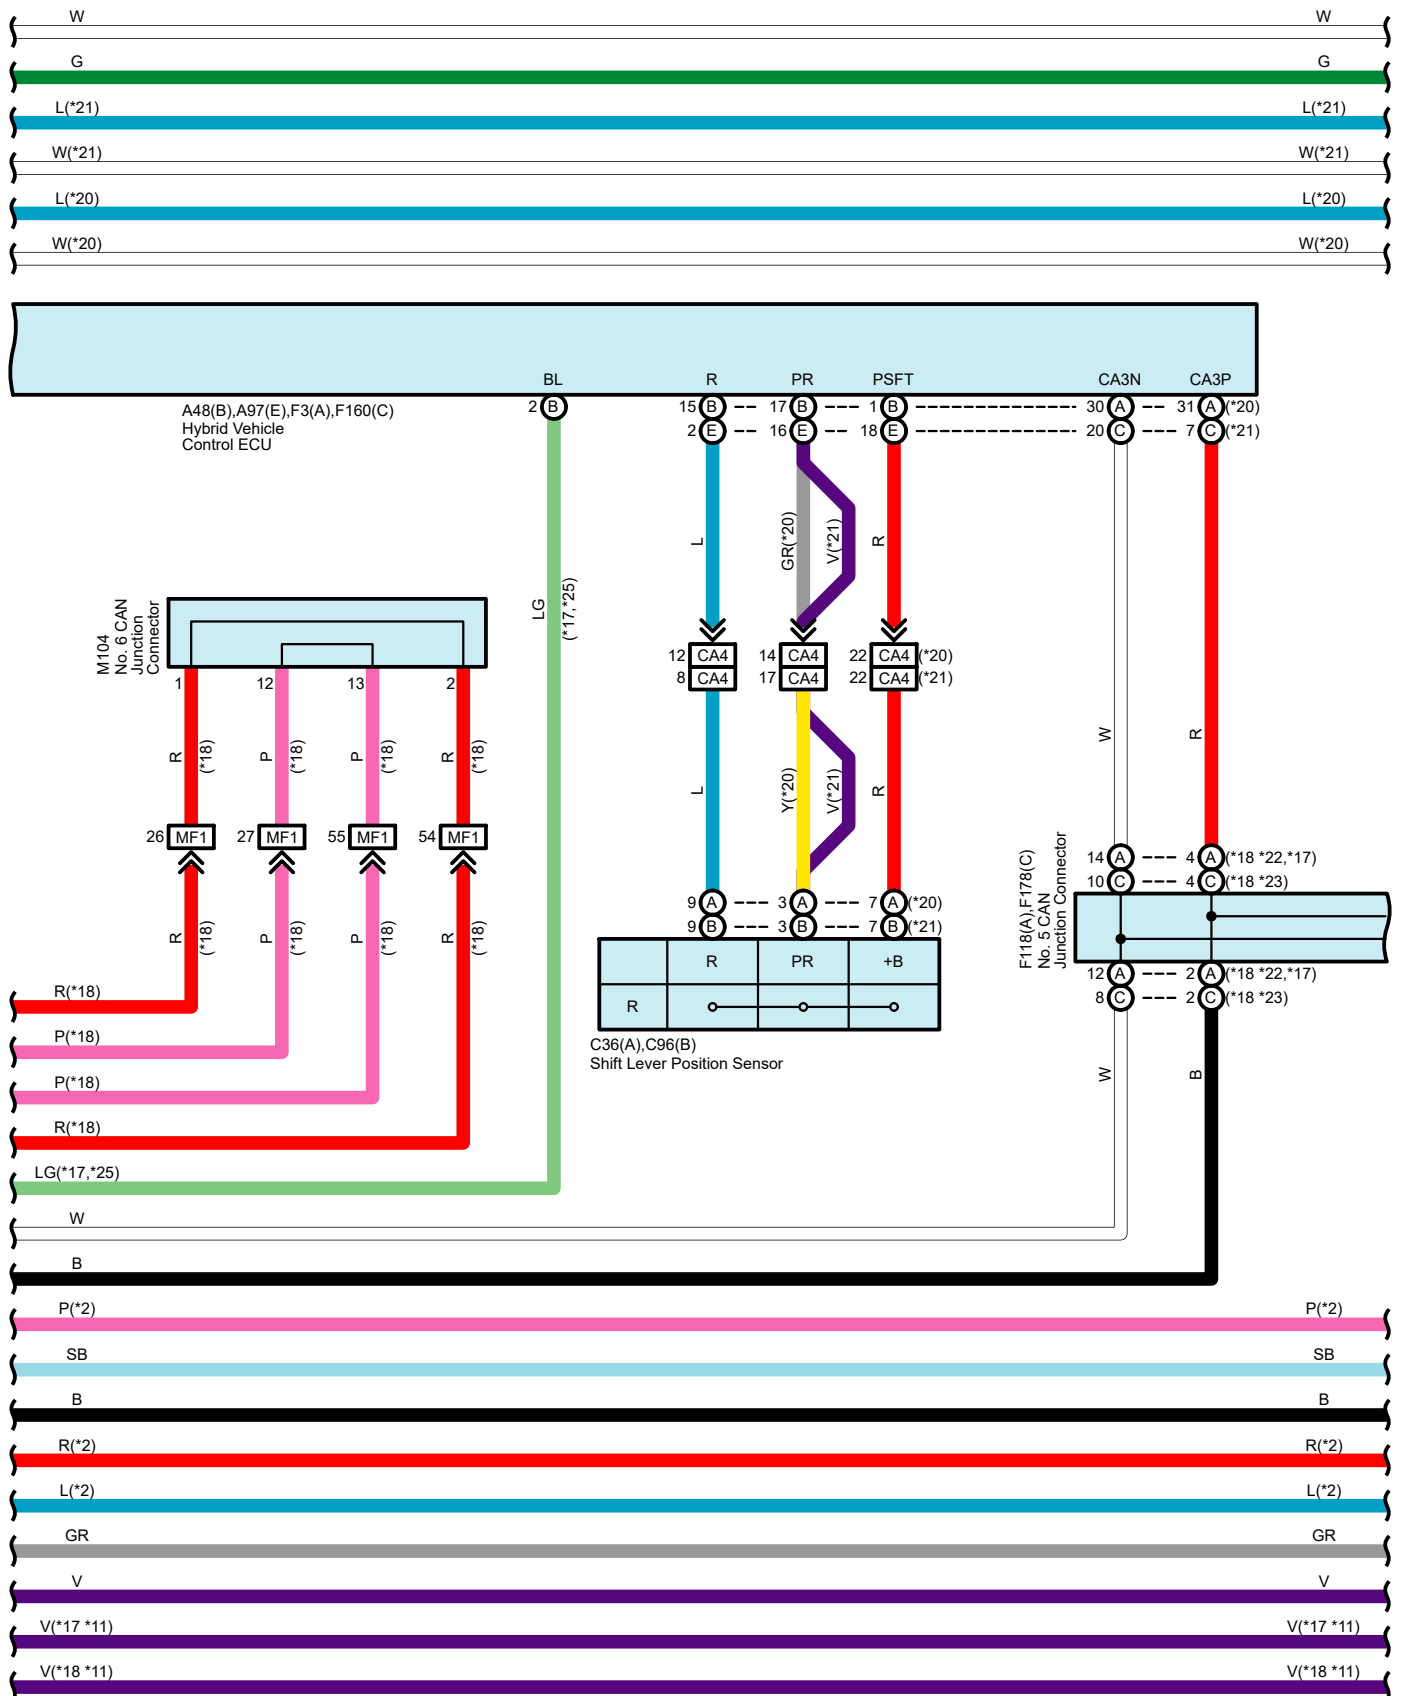 W W
G G
L(*21) L(*21)
W(*21) W(*21)
L(*20) L(*20)
W(*20) W(*20)
BL R PR PSFT CA3N CA3P
A48(B),A97(E),F3(A),F160(C)
Hybrid Vehicle
Control ECU
2 B 15 B 17 B 1 B 30 A 31 A (*20)
2 E 16 E 18 E 20 C 7 C (*21)
L GR(*20) V(*21) R
LG (*17,*25)
M104
No. 6 CAN
Junction
Connector
1 12 13 2
12 CA4 14 CA4 22 CA4 (*20)
8 CA4 17 CA4 22 CA4 (*21)
R (*18) P (*18) P (*18) R (*18)
L Y(*20) V(*21) R
W R
26 MF1 27 MF1 55 MF1 54 MF1
F118(A),F178(C)
No. 5 CAN
Junction Connector
14 A 4 A (*18 *22,*17)
10 C 4 C (*18 *23)
9 A 3 A 7 A (*20)
9 B 3 B 7 B (*21)
R (*18) P (*18) P (*18) R (*18)
R PR +B
R
12 A 2 A (*18 *22,*17)
8 C 2 C (*18 *23)
C36(A),C96(B)
Shift Lever Position Sensor
W B
R(*18)
P(*18)
P(*18)
R(*18)
LG(*17,*25)
W
B
P(*2) P(*2)
SB SB
B B
R(*2) R(*2)
L(*2) L(*2)
GR GR
V V
V(*17 *11) V(*17 *11)
V(*18 *11) V(*18 *11)